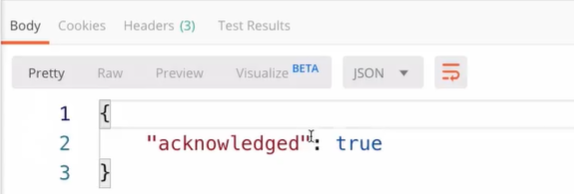 Body Cookies Headers (3) Test Results
Pretty Raw Preview Visualize BETA JSON
1 {
2 "acknowledged": true
3 }